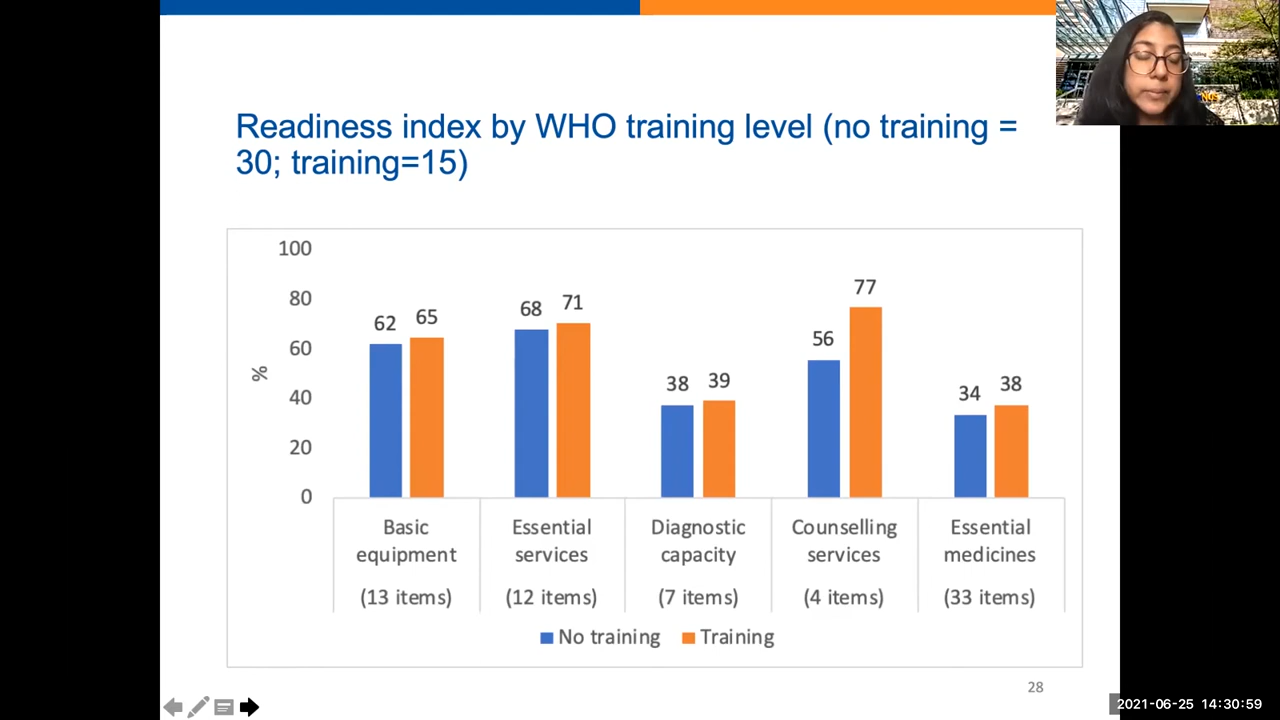 Readiness index by WHO training level (no training =
30; training=15)
100
80
60
40
20
0
%
62 65
68 71
38 39
56 77
34 38
Basic equipment (13 items)
Essential services (12 items)
Diagnostic capacity (7 items)
Counselling services (4 items)
Essential medicines (33 items)
No training Training
28
2021-06-25 14:30:59